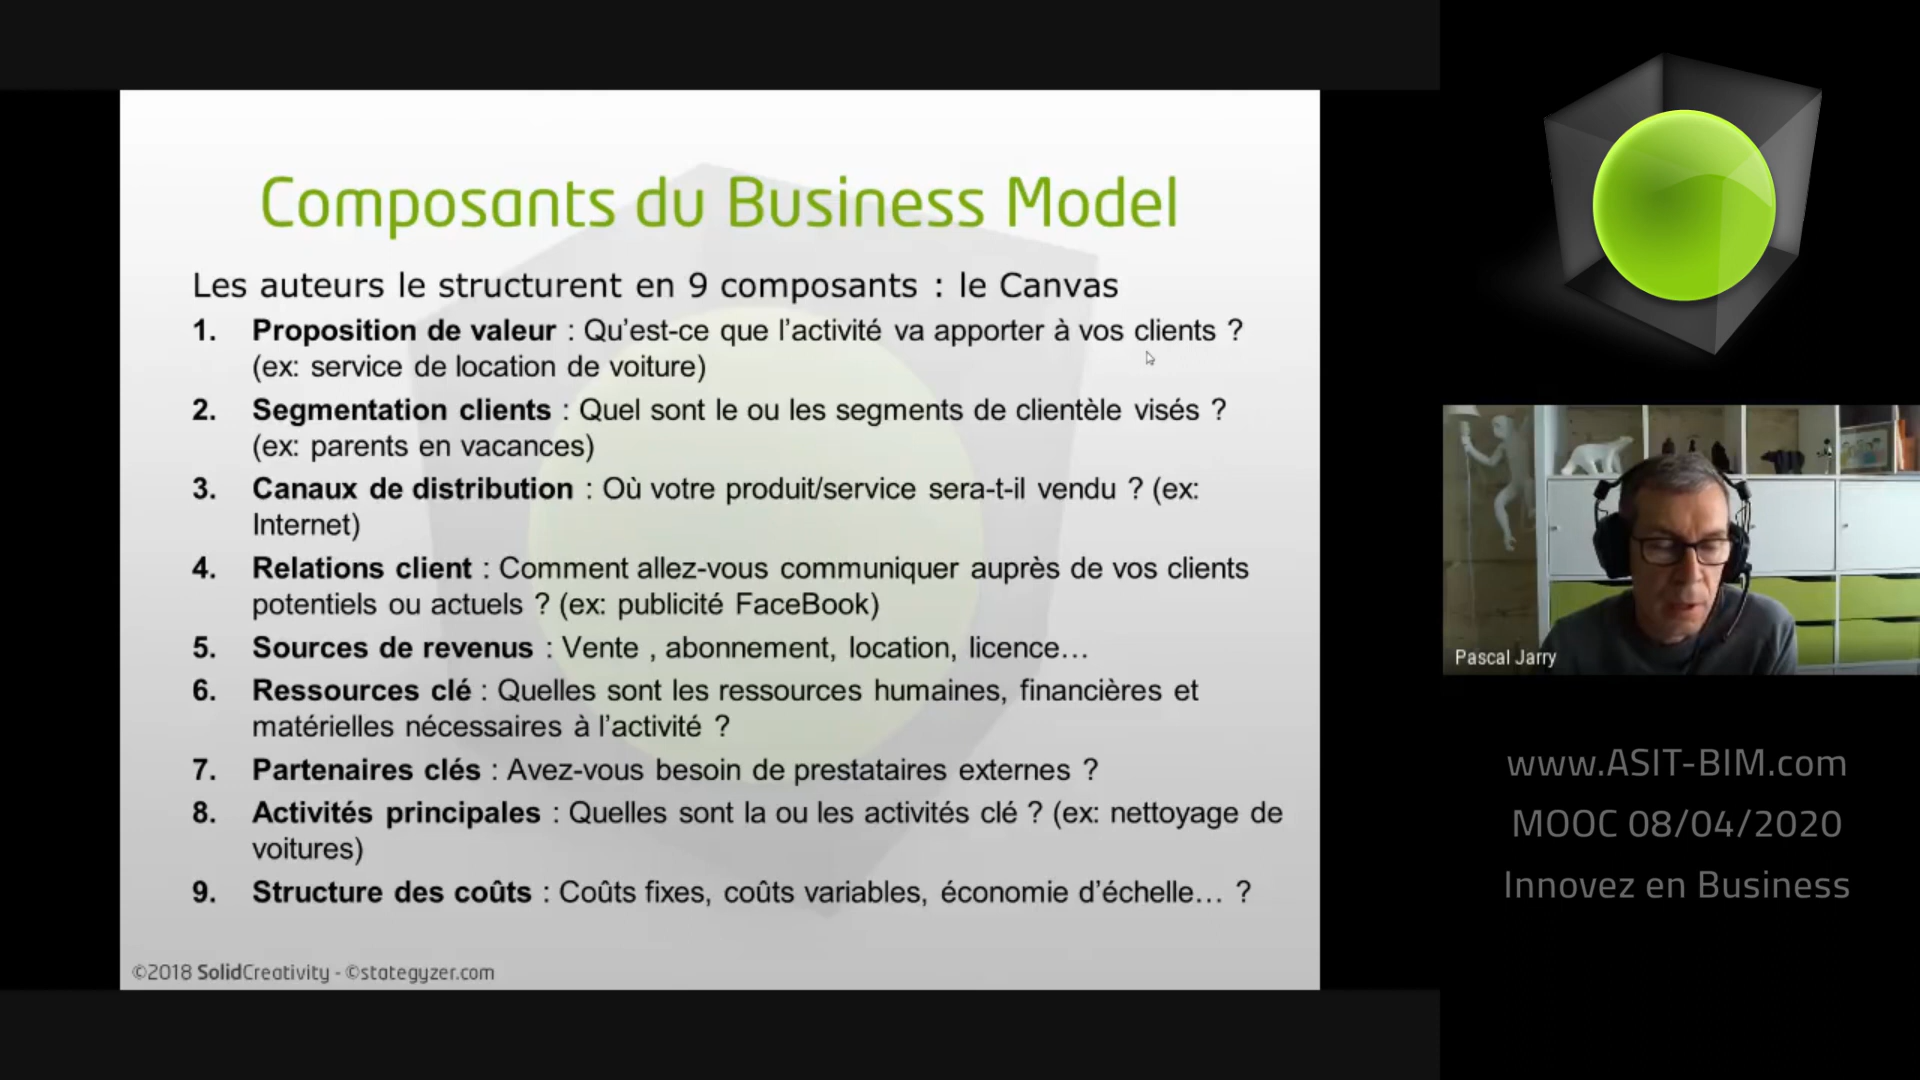 Composants du Business Model
Les auteurs le structurent en 9 composants : le Canvas
1. Proposition de valeur : Qu’est-ce que l’activité va apporter à vos clients ?
(ex: service de location de voiture)
2. Segmentation clients : Quel sont le ou les segments de clientèle visés ?
(ex: parents en vacances)
3. Canaux de distribution : Où votre produit/service sera-t-il vendu ? (ex:
Internet)
4. Relations client : Comment allez-vous communiquer auprès de vos clients
potentiels ou actuels ? (ex: publicité FaceBook)
5. Sources de revenus : Vente , abonnement, location, licence…
6. Ressources clé : Quelles sont les ressources humaines, financières et
matérielles nécessaires à l’activité ?
7. Partenaires clés : Avez-vous besoin de prestataires externes ?
8. Activités principales : Quelles sont la ou les activités clé ? (ex: nettoyage de
voitures)
9. Structure des coûts : Coûts fixes, coûts variables, économie d’échelle… ?
©2018 SolidCreativity - ©stategyzer.com
Pascal Jarry
www.ASIT-BIM.com
MOOC 08/04/2020
Innovez en Business